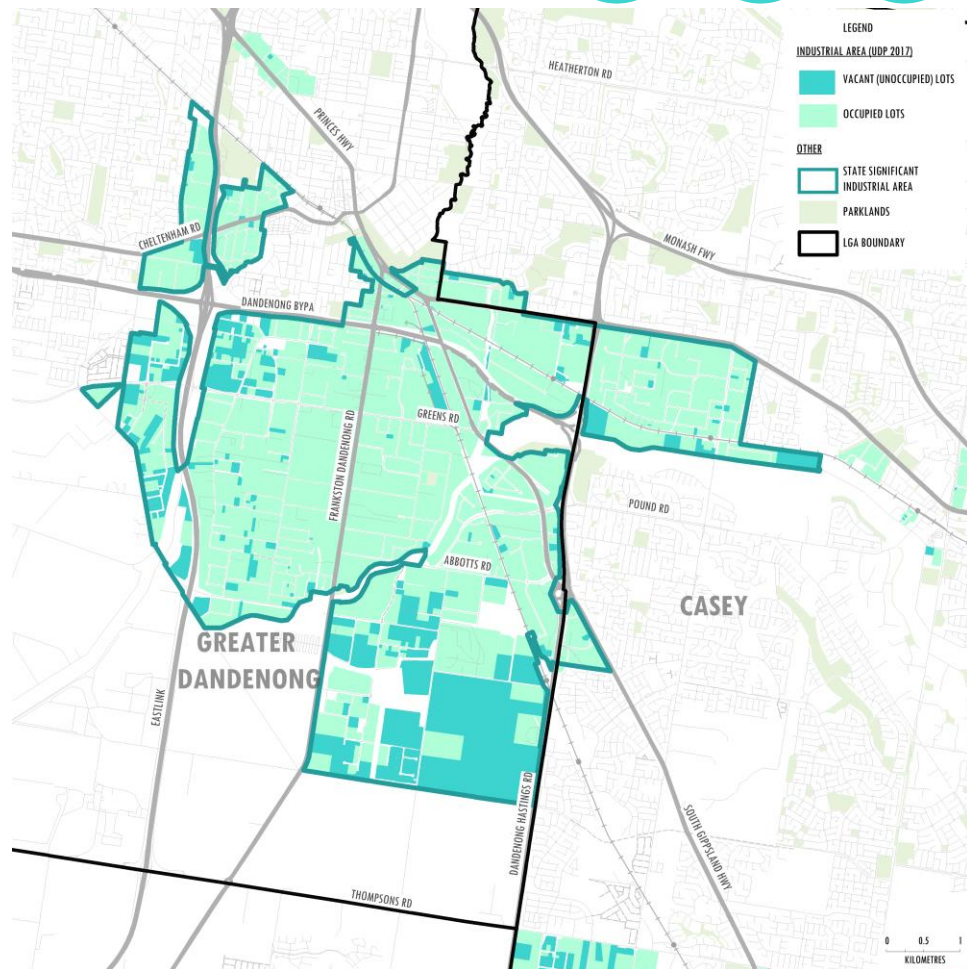 LEGEND
INDUSTRIAL AREA (UDP 2017)
VACANT (UNOCCUPIED) LOTS
OCCUPIED LOTS
OTHER
STATE SIGNIFICANT
INDUSTRIAL AREA
PARKLANDS
LGA BOUNDARY
HEATHERTON RD
PRINCES HWY
CHELTENHAM RD
MONASH FWY
DANDENONG BYPA
GREENS RD
FRANKSTON DANDENONG RD
POUND RD
ABBOTTS RD
CASEY
GREATER
DANDENONG
EASTLINK
DANDENONG HASTINGS RD
SOUTH GIPPSLAND HWY
THOMPSONS RD
0 0.5 1
KILOMETRES